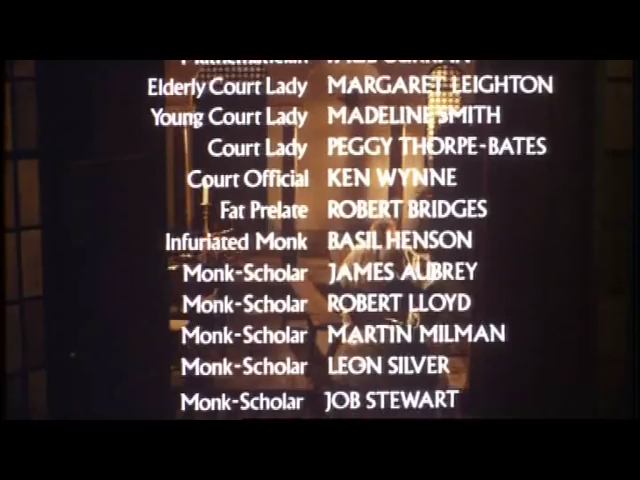 Mathematician
Elderly Court Lady MARGARET LEIGHTON
Young Court Lady MADELINE SMITH
Court Lady PEGGY THORPE-BATES
Court Official KEN WYNNE
Fat Prelate ROBERT BRIDGES
Infuriated Monk BASIL HENSON
Monk-Scholar JAMES AUBREY
Monk-Scholar ROBERT LLOYD
Monk-Scholar MARTIN MILMAN
Monk-Scholar LEON SILVER
Monk-Scholar JOB STEWART